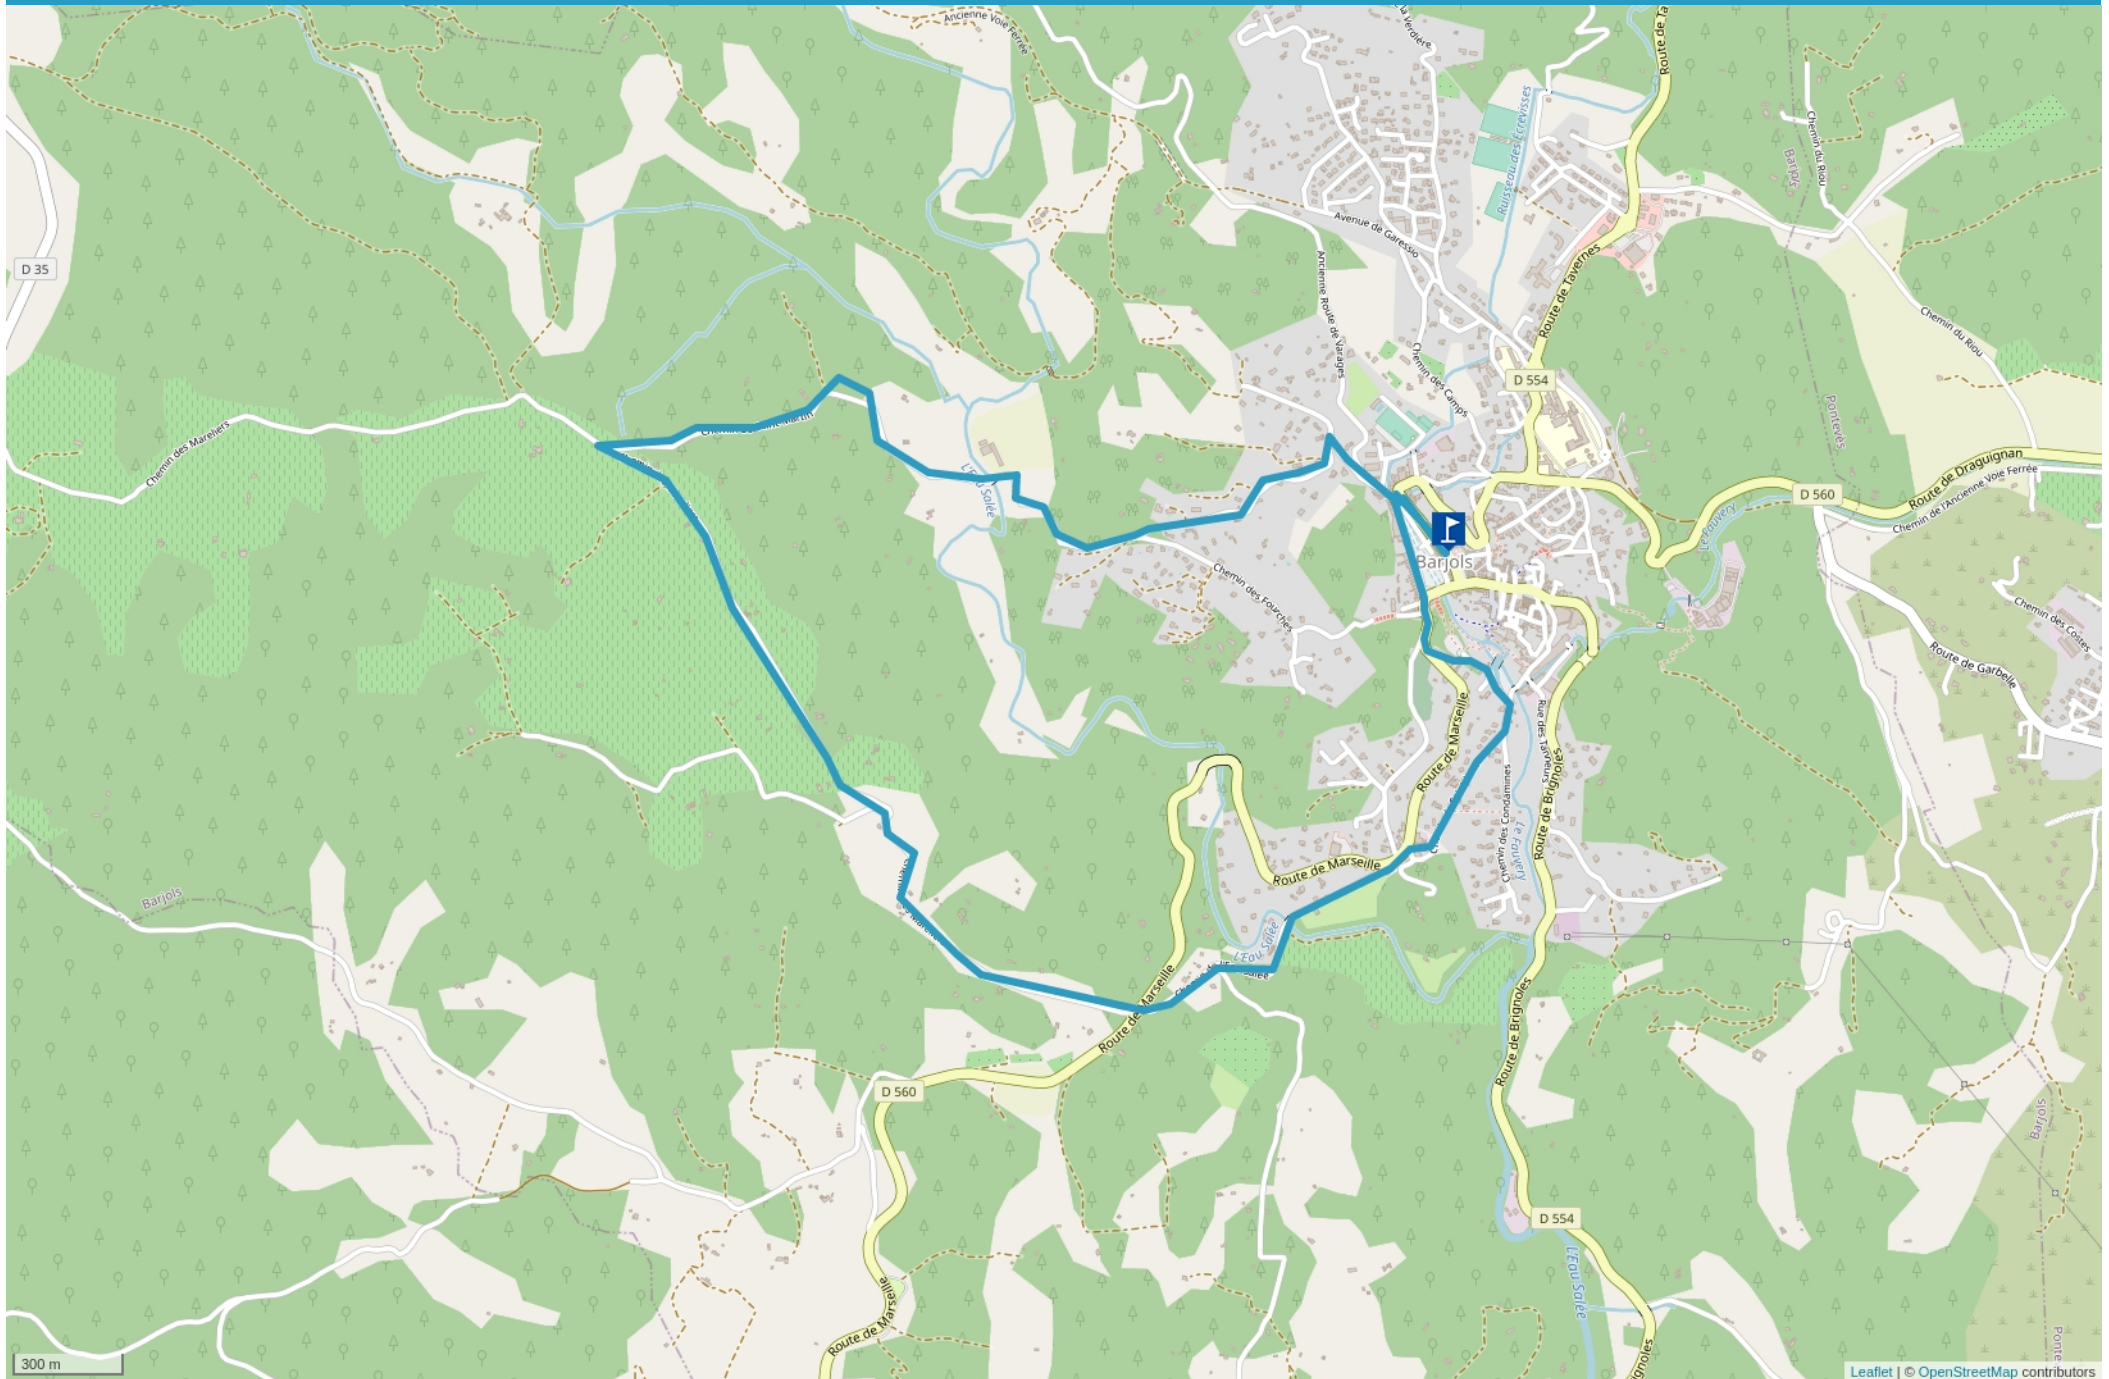 Ancienne Voie Ferrée
la Verdière
Route de Ta
Ruisseau des Écrevisses
Barjols
Chemin du Riou
Avenue de Garessio
D 35
Ancienne Route de Varages
Route de Tavernes
Chemin du Riou
Chemin des Camps
D 554
Pontevès
Chemin des Mareliers
L'Eau Salée
Route de Draguignan
D 560
Chemin de l'Ancienne Voie Ferrée
Le Fauvery
Barjols
Chemin des Fourches
Chemin des Costes
Route de Garbelle
Route de Marseille
Rue des Tanneurs
Chemin des Condamines
Route de Brignoles
Le Fauvery
Route de Marseille
Barjols
L'Eau Salée
Route de Marseille
Route de Brignoles
D 560
Barjols
D 554
L'Eau Salée
Route de Marseille
Ponte
ignoles
300 m
Leaflet | © OpenStreetMap contributors